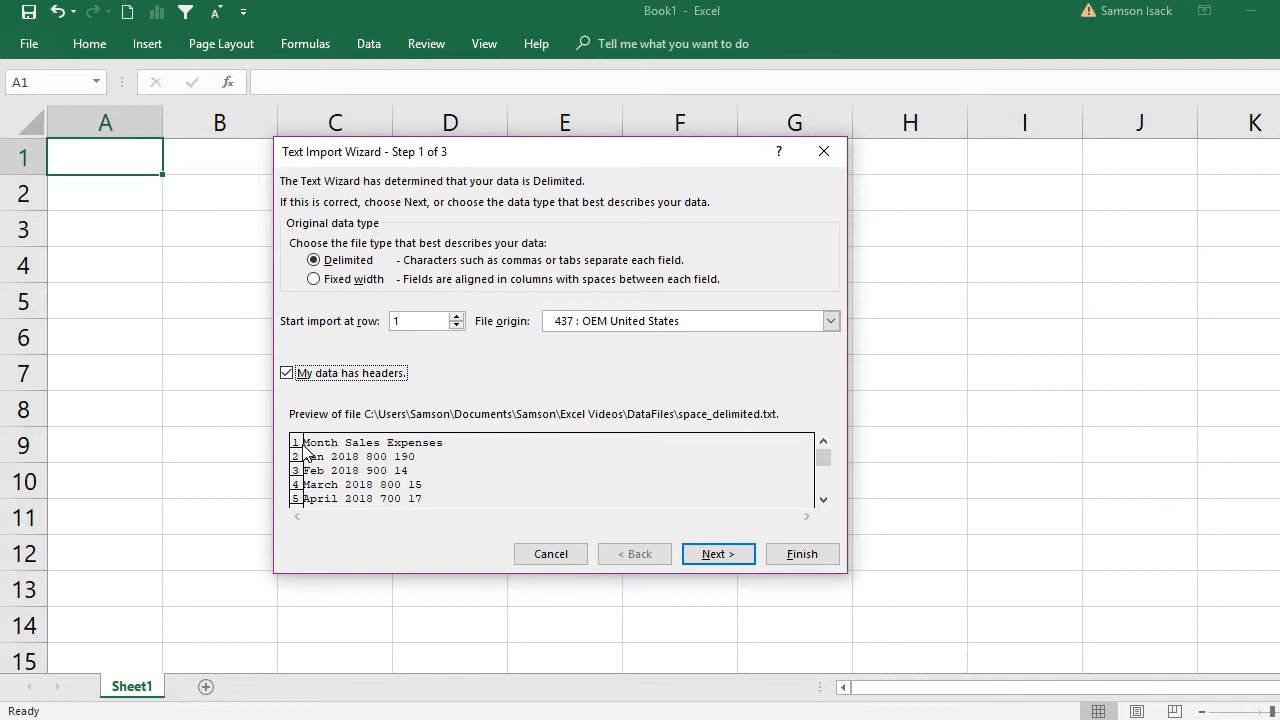 Book1 - Excel
Samson Isack
File
Home
Insert
Page Layout
Formulas
Data
Review
View
Help
Tell me what you want to do
A1
fx
A B C D E F G H I J K
1
2
3
4
5
6
7
8
9
10
11
12
13
14
15
Text Import Wizard - Step 1 of 3
?
The Text Wizard has determined that your data is Delimited.
If this is correct, choose Next, or choose the data type that best describes your data.
Original data type
Choose the file type that best describes your data:
Delimited - Characters such as commas or tabs separate each field.
Fixed width - Fields are aligned in columns with spaces between each field.
Start import at row: 1 File origin: 437 : OEM United States
My data has headers.
Preview of file C:\Users\Samson\Documents\Samson\Excel Videos\DataFiles\space_delimited.txt.
1 Month Sales Expenses
2 Jan 2018 800 190
3 Feb 2018 900 14
4 March 2018 800 15
5 April 2018 700 17
Cancel
< Back
Next >
Finish
Sheet1
Ready